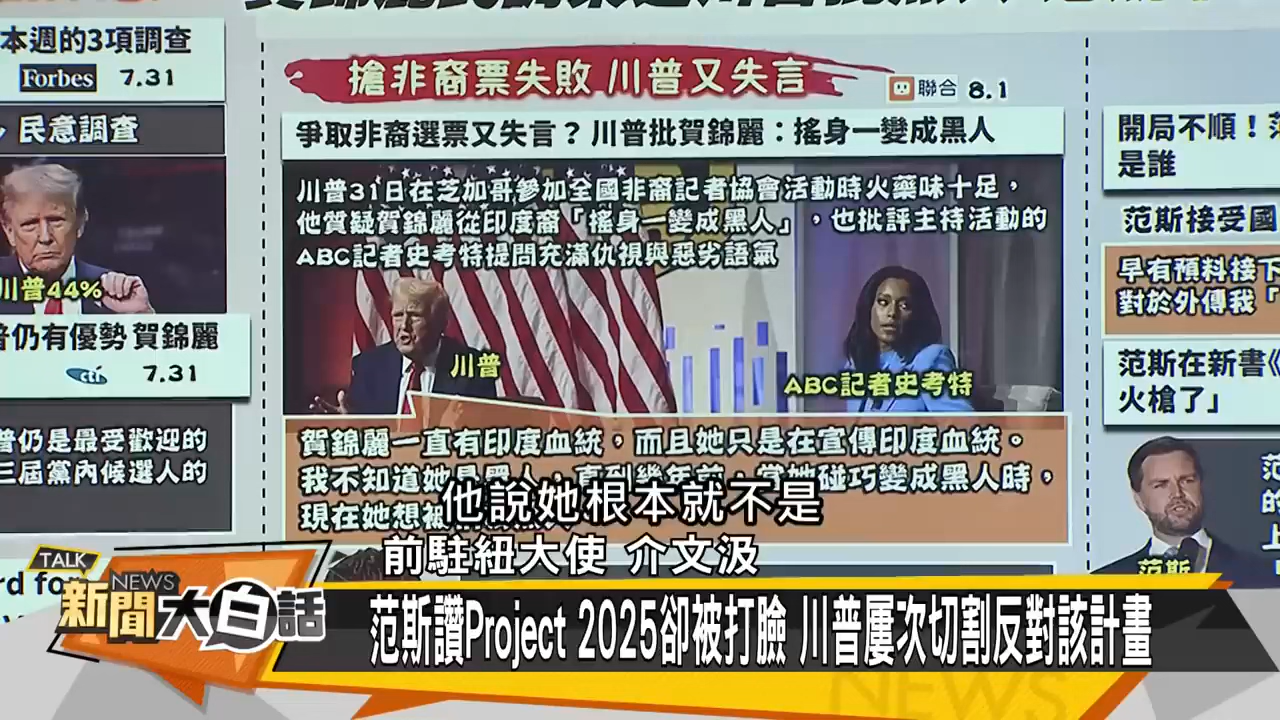 本週的3項調查
Forbes 7.31
民意調查
川普44%
普仍有優勢 賀錦麗
cti 7.31
普仍是最受歡迎的
三屆黨內候選人的
搶非裔票失敗 川普又失言
聯合 8.1
爭取非裔選票又失言？川普批賀錦麗：搖身一變成黑人
川普31日在芝加哥參加全國非裔記者協會活動時火藥味十足，
他質疑賀錦麗從印度裔「搖身一變成黑人」，也批評主持活動的
ABC記者史考特提問充滿仇視與惡劣語氣
川普
ABC記者史考特
賀錦麗一直有印度血統，而且她只是在宣傳印度血統。
我不知道她是黑人，直到幾年前，當她碰巧變成黑人時，
現在她想被
開局不順！范
是誰
范斯接受國
早有預料接下
對於外傳我「
范斯在新書《
火槍了」
范
的
上
范斯
他說她根本就不是
前駐紐大使 介文汲
TALK NEWS
新聞大白話
范斯讚Project 2025卻被打臉 川普屢次切割反對該計畫
NEWS